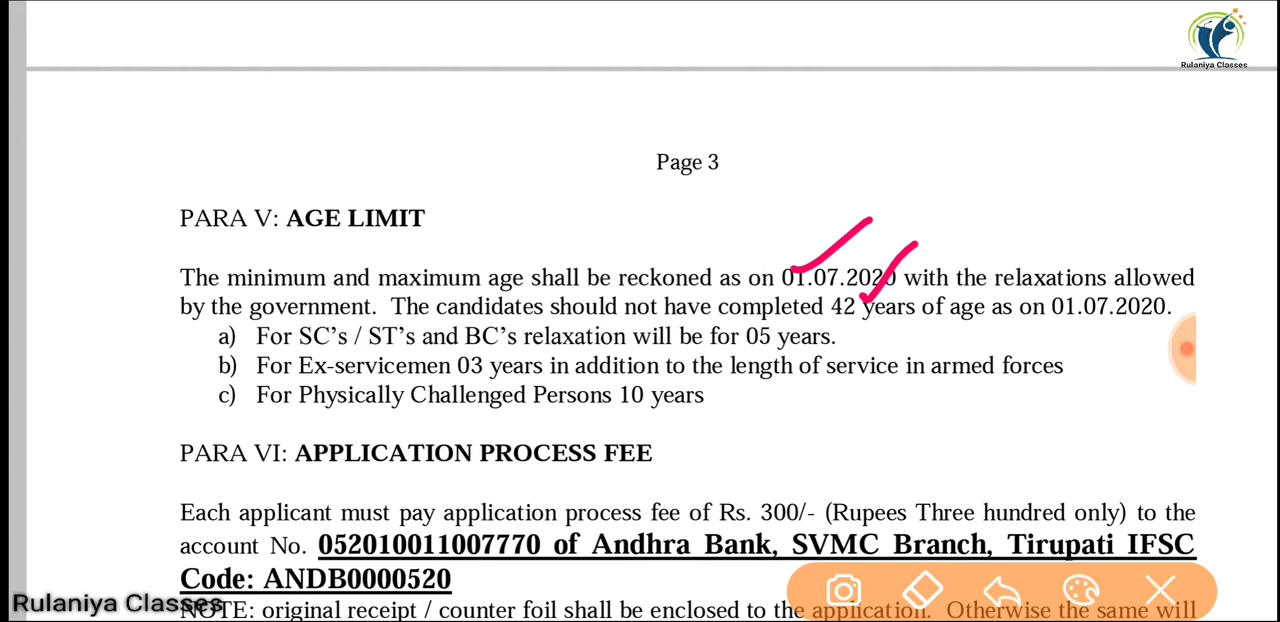 Rulaniya Classes
Page 3
PARA V: AGE LIMIT
The minimum and maximum age shall be reckoned as on 01.07.2020 with the relaxations allowed
by the government. The candidates should not have completed 42 years of age as on 01.07.2020.
a) For SC's / ST's and BC's relaxation will be for 05 years.
b) For Ex-servicemen 03 years in addition to the length of service in armed forces
c) For Physically Challenged Persons 10 years
PARA VI: APPLICATION PROCESS FEE
Each applicant must pay application process fee of Rs. 300/- (Rupees Three hundred only) to the
account No. 052010011007770 of Andhra Bank, SVMC Branch, Tirupati IFSC
Code: ANDB0000520
NOTE: original receipt / counter foil shall be enclosed to the application. Otherwise the same will
Rulaniya Classes